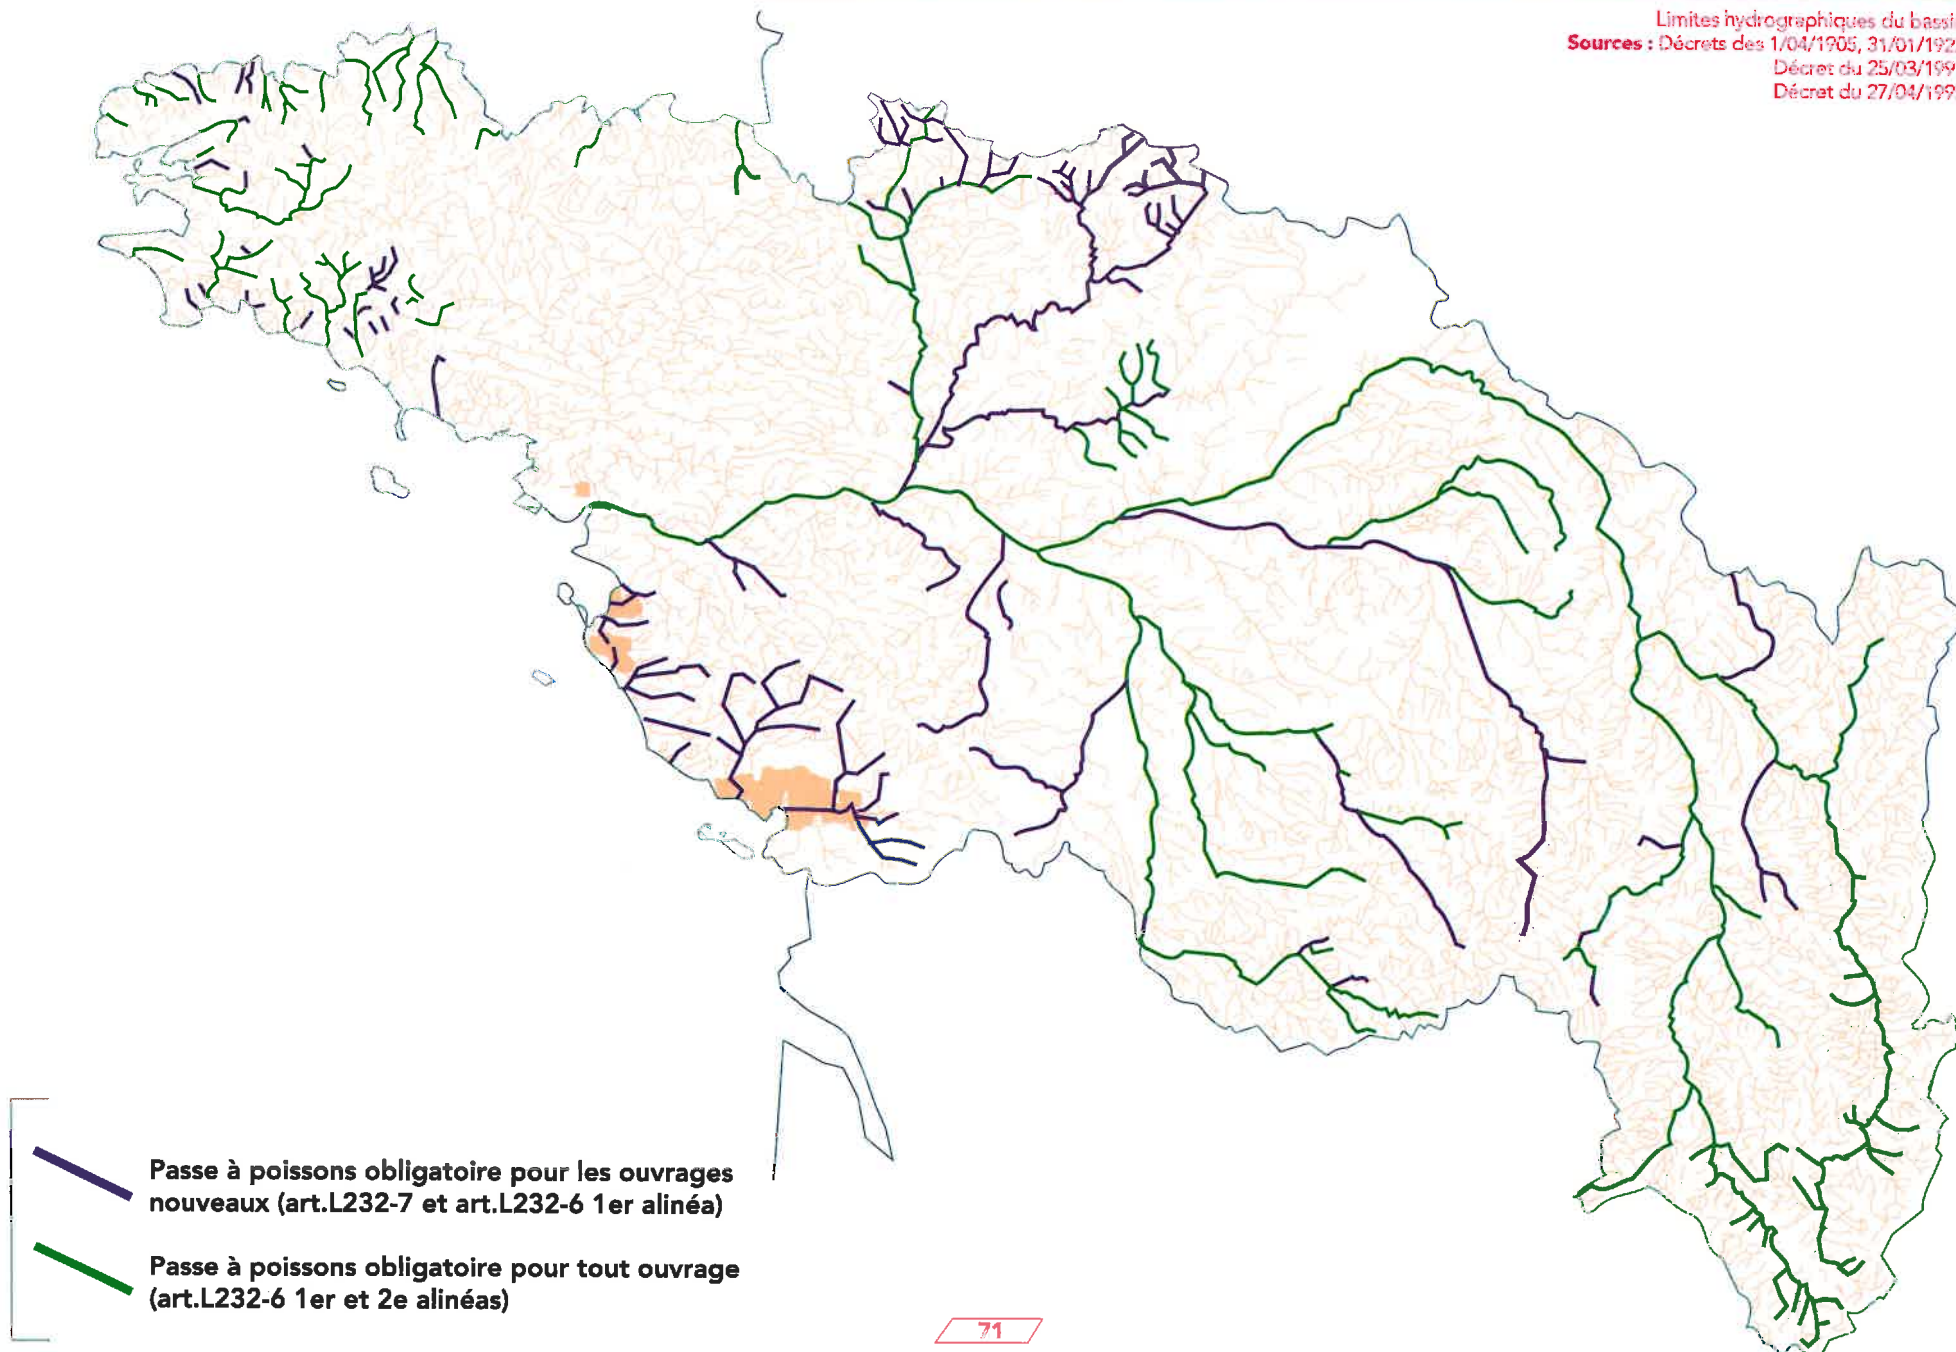 Limites hydrographiques du bassi
Sources : Décrets des 1/04/1905, 31/01/192
Décret du 25/03/199
Décret du 27/04/199
Passe à poissons obligatoire pour les ouvrages
nouveaux (art.L232-7 et art.L232-6 1er alinéa)
Passe à poissons obligatoire pour tout ouvrage
(art.L232-6 1er et 2e alinéas)
71